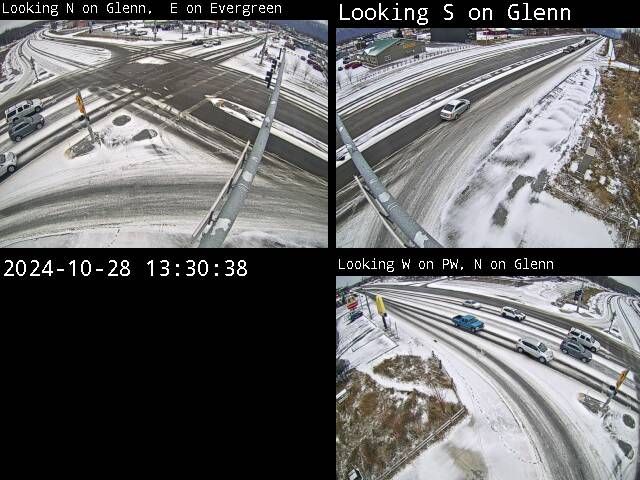 Looking N on Glenn,  E on Evergreen
Looking S on Glenn
2024-10-28 13:30:38
Looking W on PW, N on Glenn